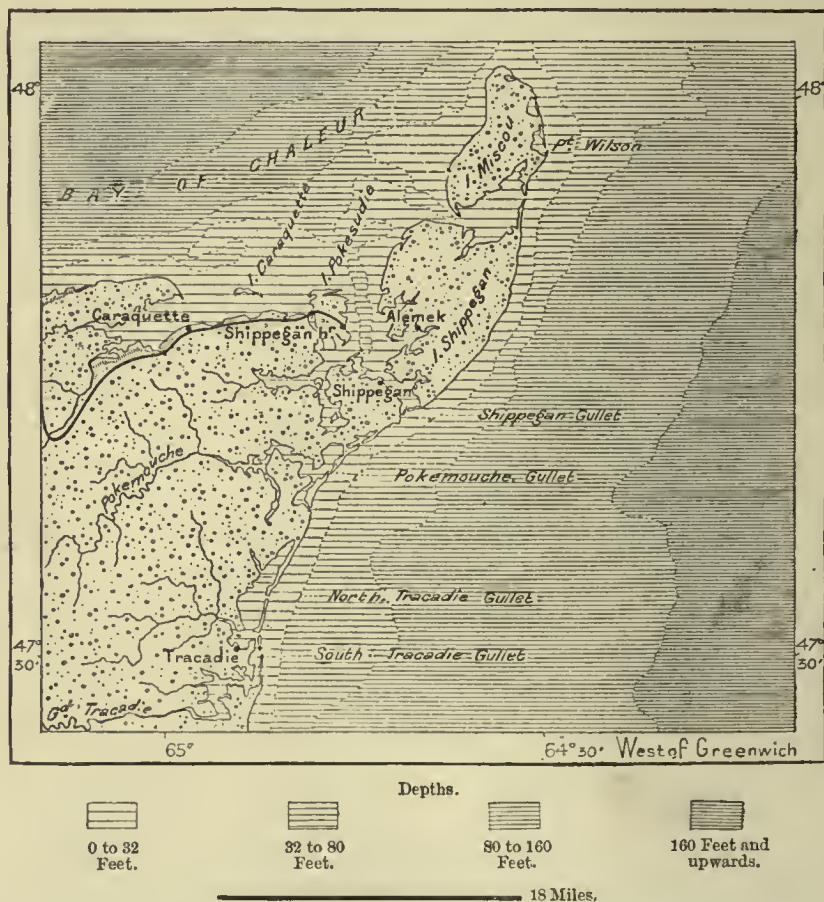 48°
48°
BAY OF CHALEUR
I. Miscou
Pt. Wilson
I. Caraquette
I. Pokesudie
Caraquette
Shippegan hr.
Alemek
I. Shippegan
Shippegan
Shippegan Gullet
Pokemouche
Pokemouche Gullet
North Tracadie Gullet
47°
30′
Tracadie
South Tracadie Gullet
47°
30′
Gd. Tracadie
65°
64°30′ West of Greenwich
Depths.
0 to 32
Feet.
32 to 80
Feet.
80 to 160
Feet.
160 Feet and
upwards.
18 Miles.